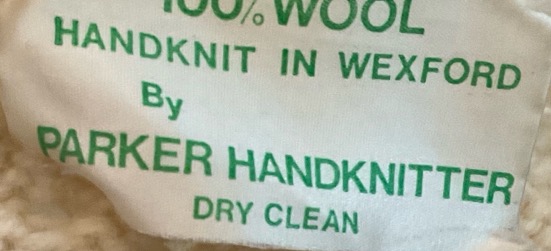 100% WOOL
HANDKNIT IN WEXFORD
By
PARKER HANDKNITTER
DRY CLEAN